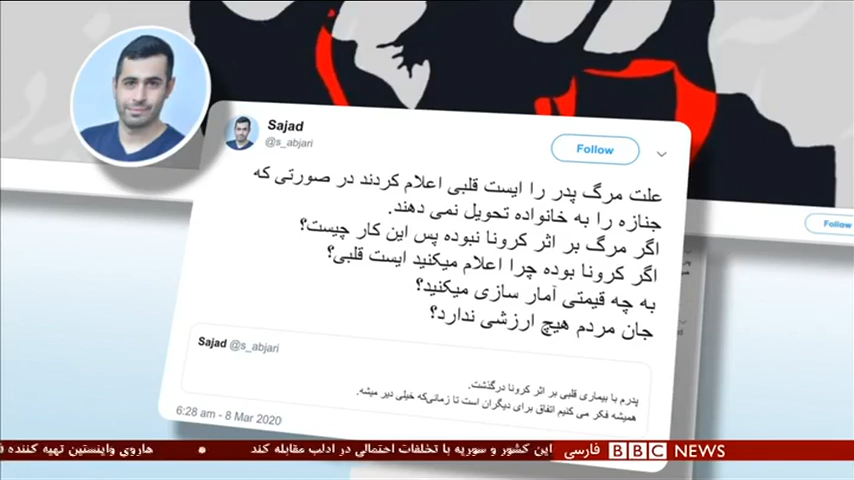 Sajad
@s_abjari
Follow
علت مرگ پدر را ایست قلبی اعلام کردند در صورتی که
جنازه را به خانواده تحویل نمی دهند.
اگر مرگ بر اثر کرونا نبوده پس این کار چیست؟
اگر کرونا بوده چرا اعلام میکنید ایست قلبی؟
به چه قیمتی آمار سازی میکنید؟
جان مردم هیچ ارزشی ندارد؟
Sajad @s_abjari
پدرم با بیماری قلبی بر اثر کرونا درگذشت.
همیشه فکر می کنیم اتفاق برای دیگران است تا زمانی‌که خیلی دیر میشه.
6:28 am - 8 Mar 2020
Follow
BBC NEWS فارسی
این کشور و سوریه با تخلفات احتمالی در ادلب مقابله کند • هاروی واینستین تهیه کننده